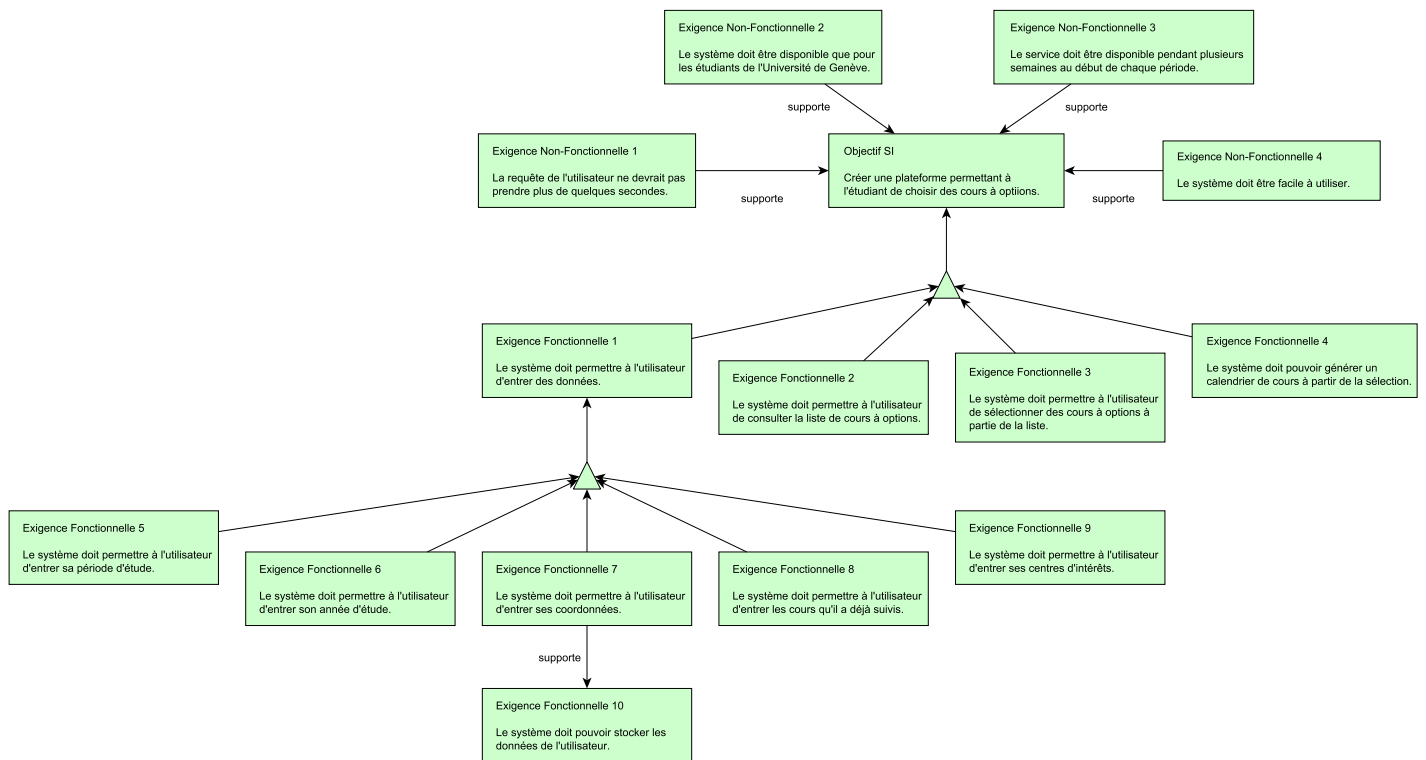 Exigence Non-Fonctionnelle 2
Le système doit être disponible que pour
les étudiants de l'Université de Genève.
Exigence Non-Fonctionnelle 3
Le service doit être disponible pendant plusieurs
semaines au début de chaque période.
supporte
supporte
Exigence Non-Fonctionnelle 1
La requête de l'utilisateur ne devrait pas
prendre plus de quelques secondes.
Objectif SI
Créer une plateforme permettant à
l'étudiant de choisir des cours à optiions.
Exigence Non-Fonctionnelle 4
Le système doit être facile à utiliser.
supporte
supporte
Exigence Fonctionnelle 1
Le système doit permettre à l'utilisateur
d'entrer des données.
Exigence Fonctionnelle 2
Le système doit permettre à l'utilisateur
de consulter la liste de cours à options.
Exigence Fonctionnelle 3
Le système doit permettre à l'utilisateur
de sélectionner des cours à options à
partie de la liste.
Exigence Fonctionnelle 4
Le système doit pouvoir générer un
calendrier de cours à partir de la sélection.
Exigence Fonctionnelle 5
Le système doit permettre à l'utilisateur
d'entrer sa période d'étude.
Exigence Fonctionnelle 6
Le système doit permettre à l'utilisateur
d'entrer son année d'étude.
Exigence Fonctionnelle 7
Le système doit permettre à l'utilisateur
d'entrer ses coordonnées.
Exigence Fonctionnelle 8
Le système doit permettre à l'utilisateur
d'entrer les cours qu'il a déjà suivis.
Exigence Fonctionnelle 9
Le système doit permettre à l'utilisateur
d'entrer ses centres d'intérêts.
supporte
Exigence Fonctionnelle 10
Le système doit pouvoir stocker les
données de l'utilisateur.